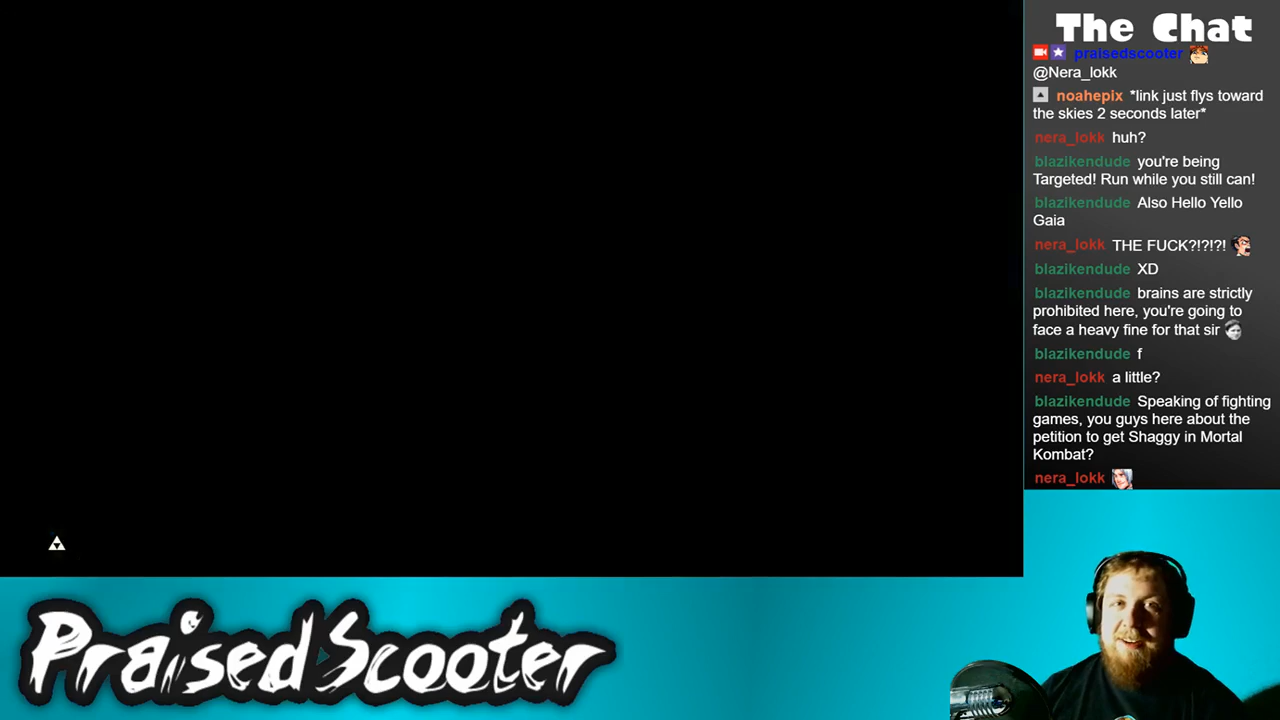 The Chat
praisedscooter
@Nera_lokk
noahepix *link just flys toward
the skies 2 seconds later*
nera_lokk huh?
blazikendude you're being
Targeted! Run while you still can!
blazikendude Also Hello Yello
Gaia
nera_lokk THE FUCK?!?!?!
blazikendude XD
blazikendude brains are strictly
prohibited here, you're going to
face a heavy fine for that sir
blazikendude f
nera_lokk a little?
blazikendude Speaking of fighting
games, you guys here about the
petition to get Shaggy in Mortal
Kombat?
nera_lokk
PraisedScooter